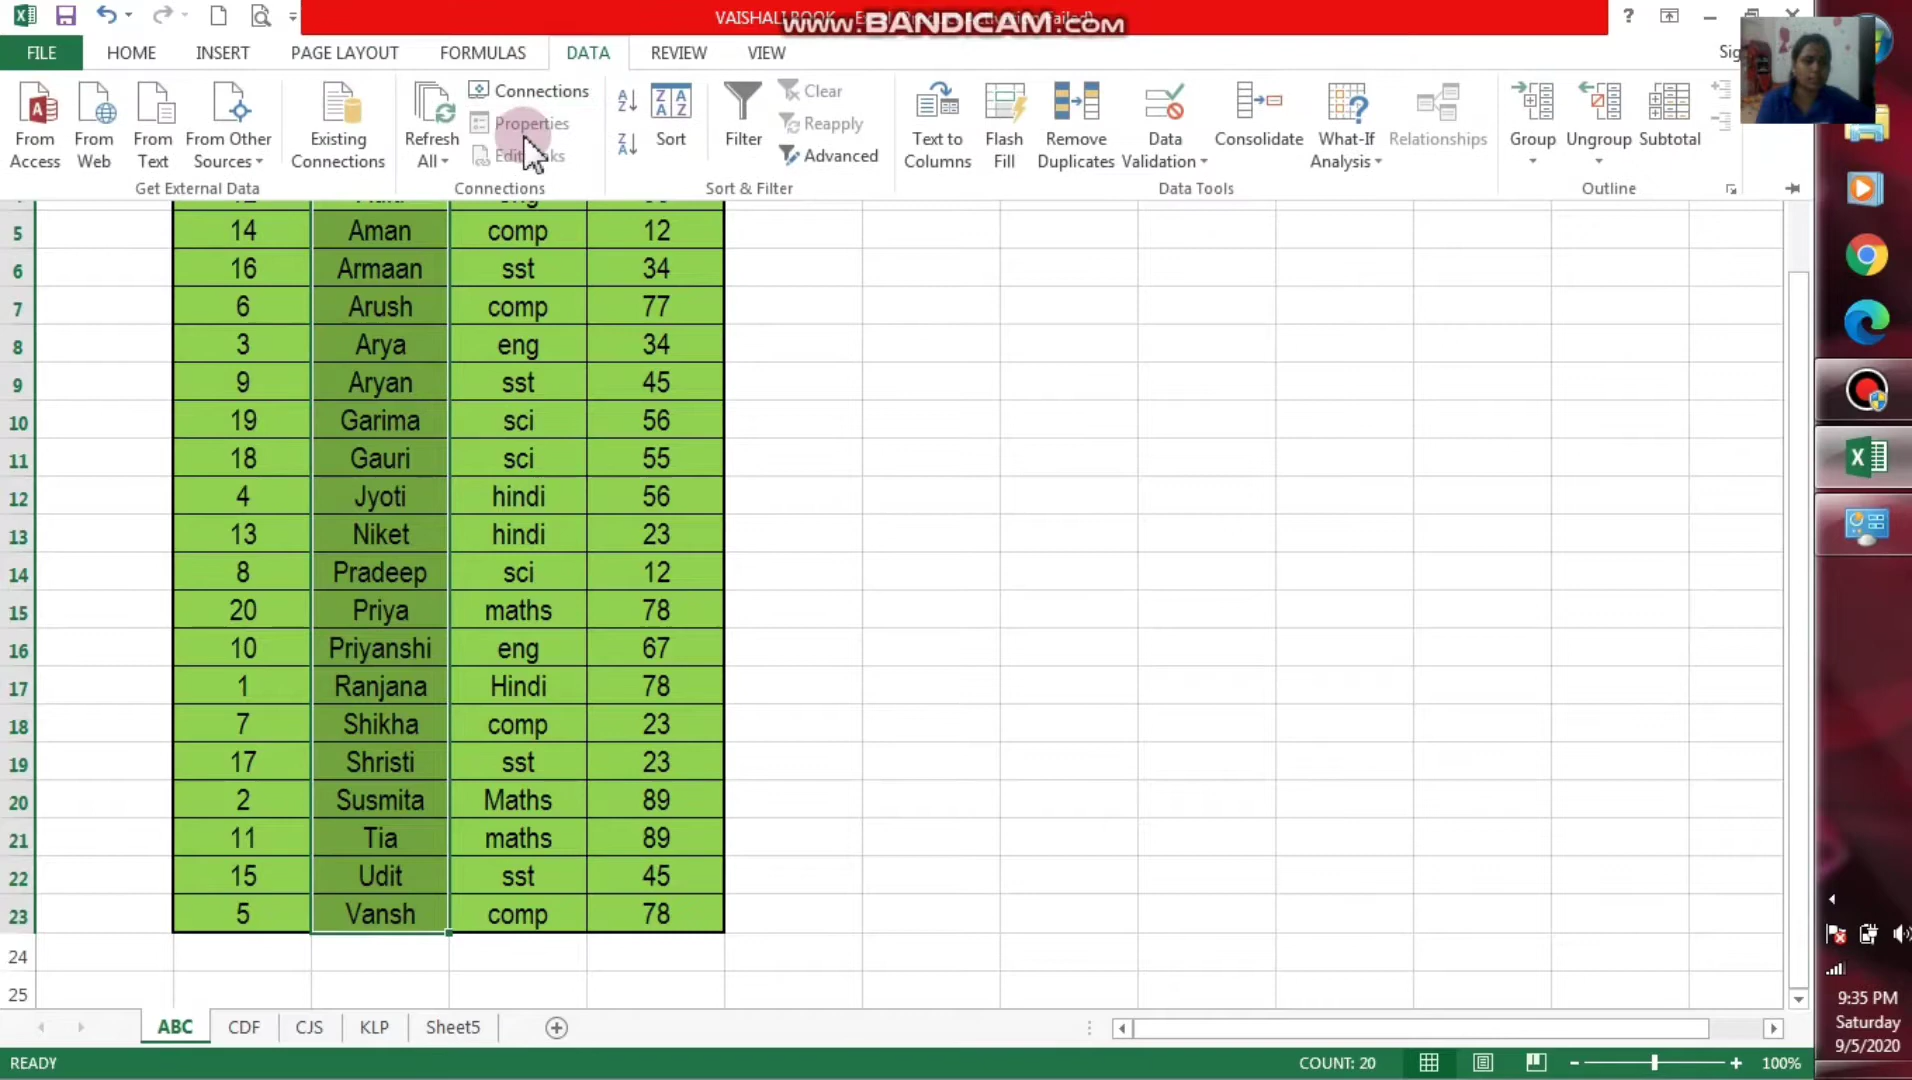 VAISHALI BOOK - Excel (Product Activation Failed)
www.BANDICAM.com
FILE HOME INSERT PAGE LAYOUT FORMULAS DATA REVIEW VIEW
From Access
From Web
From Text
From Other Sources
Existing Connections
Get External Data
Refresh All
Connections
Properties
Edit Links
Connections
Sort
Filter
Clear
Reapply
Advanced
Sort & Filter
Text to Columns
Flash Fill
Remove Duplicates
Data Validation
Consolidate
What-If Analysis
Relationships
Data Tools
Group
Ungroup
Subtotal
Outline
5 14 Aman comp 12
6 16 Armaan sst 34
7 6 Arush comp 77
8 3 Arya eng 34
9 9 Aryan sst 45
10 19 Garima sci 56
11 18 Gauri sci 55
12 4 Jyoti hindi 56
13 13 Niket hindi 23
14 8 Pradeep sci 12
15 20 Priya maths 78
16 10 Priyanshi eng 67
17 1 Ranjana Hindi 78
18 7 Shikha comp 23
19 17 Shristi sst 23
20 2 Susmita Maths 89
21 11 Tia maths 89
22 15 Udit sst 45
23 5 Vansh comp 78
24
25
ABC CDF CJS KLP Sheet5
READY COUNT: 20 100%
9:35 PM
Saturday
9/5/2020